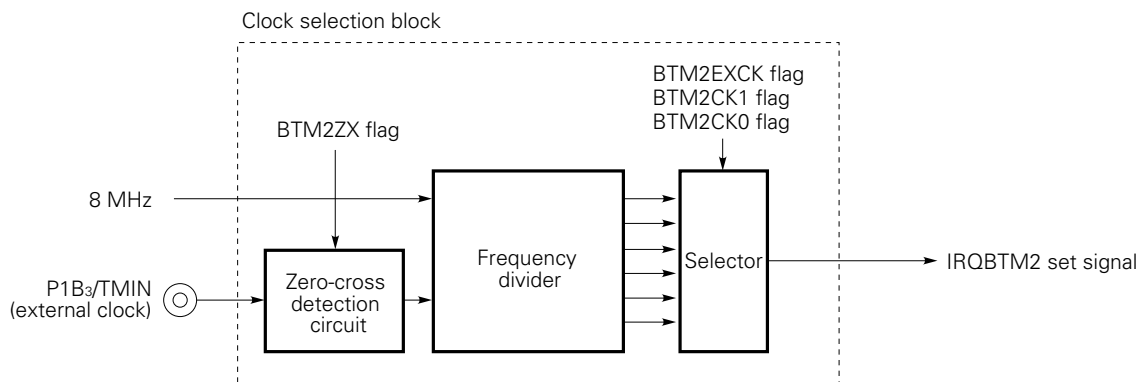 Clock selection block
BTM2EXCK flag
BTM2CK1 flag
BTM2CK0 flag
BTM2ZX flag
8 MHz
Frequency
divider
Selector
IRQBTM2 set signal
P1B₃/TMIN
(external clock)
Zero-cross
detection
circuit